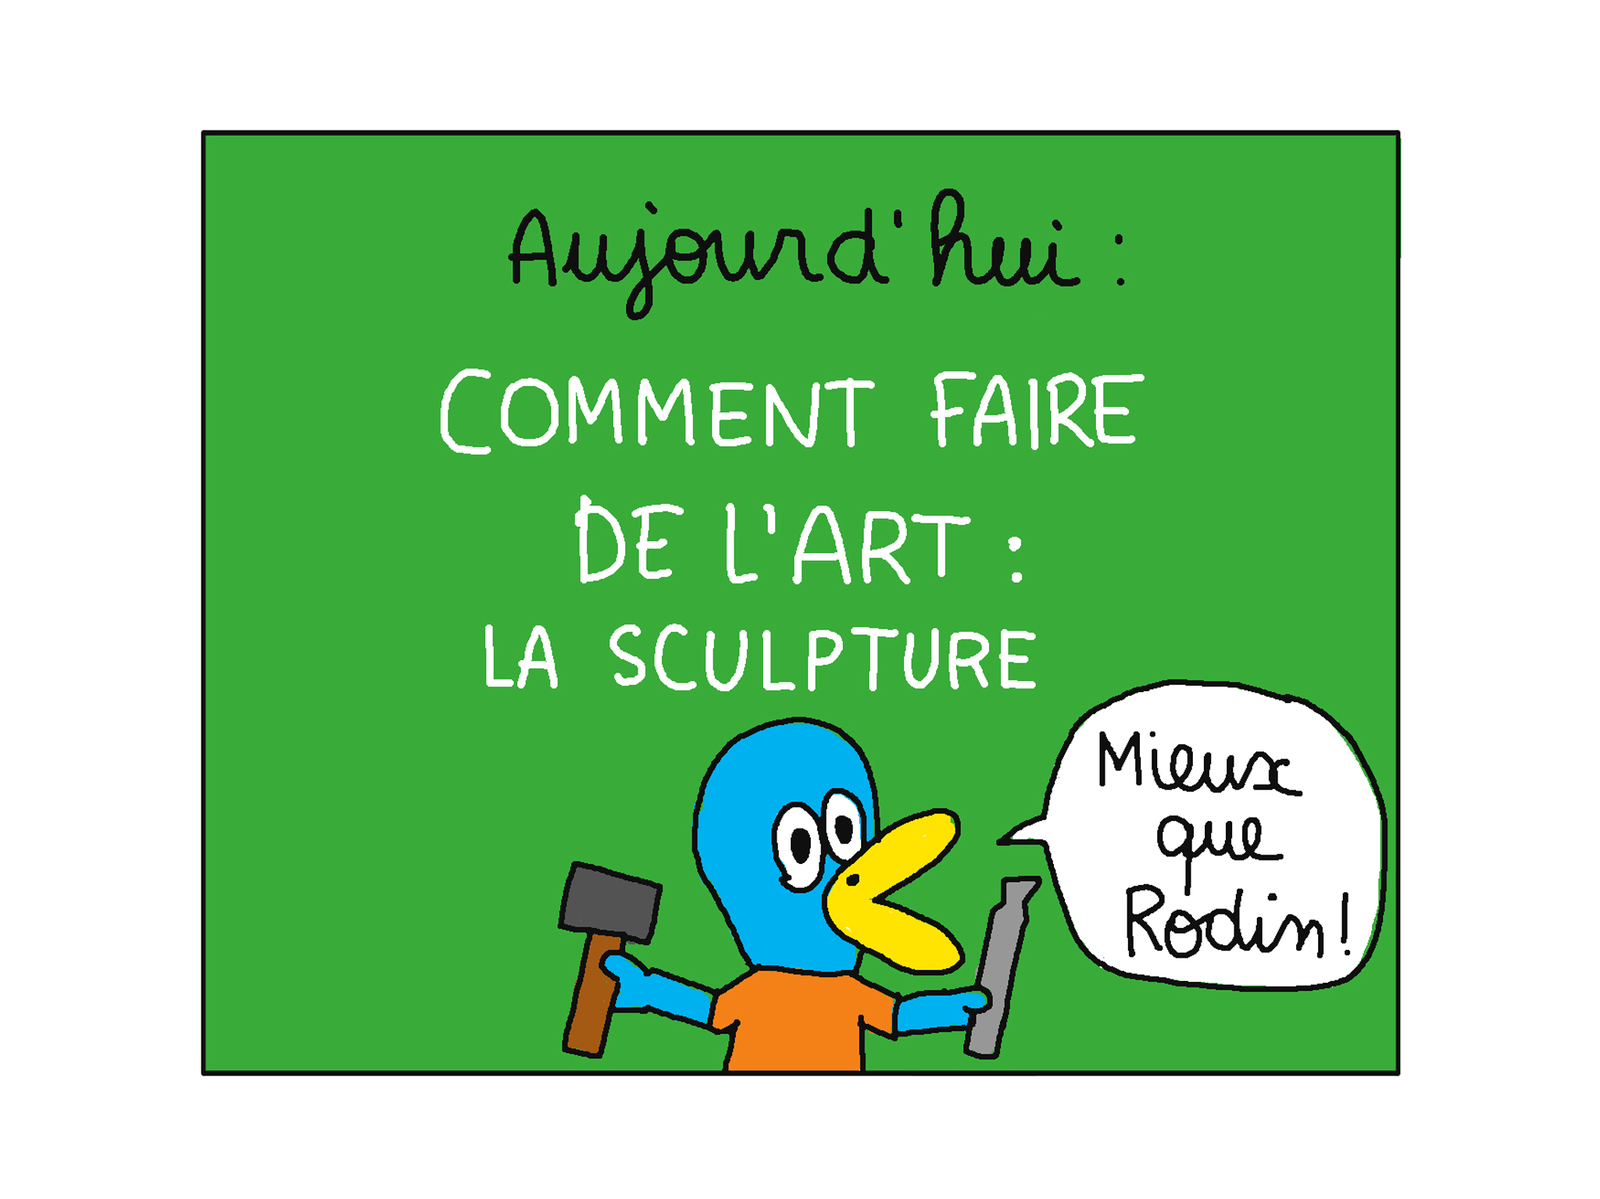 Aujourd'hui :
COMMENT FAIRE
DE L'ART :
LA SCULPTURE
Mieux
que
Rodin !